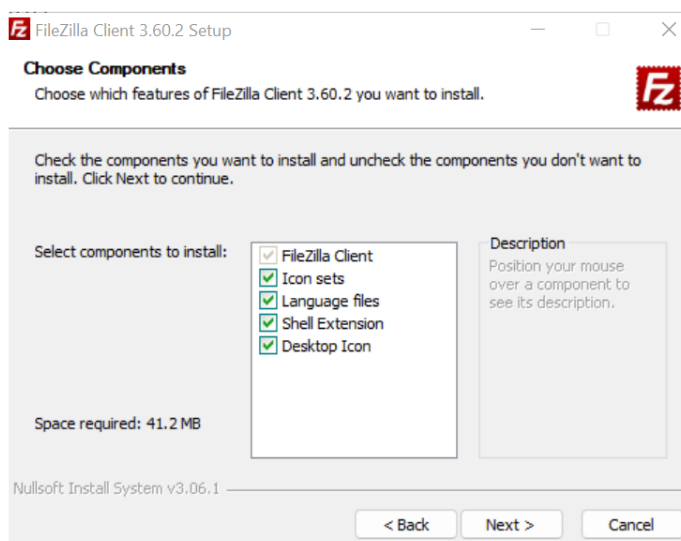 FileZilla Client 3.60.2 Setup
Choose Components
Choose which features of FileZilla Client 3.60.2 you want to install.
Fz
Check the components you want to install and uncheck the components you don't want to
install. Click Next to continue.
Select components to install:
FileZilla Client
Icon sets
Language files
Shell Extension
Desktop Icon
Description
Position your mouse
over a component to
see its description.
Space required: 41.2 MB
Nullsoft Install System v3.06.1
< Back
Next >
Cancel